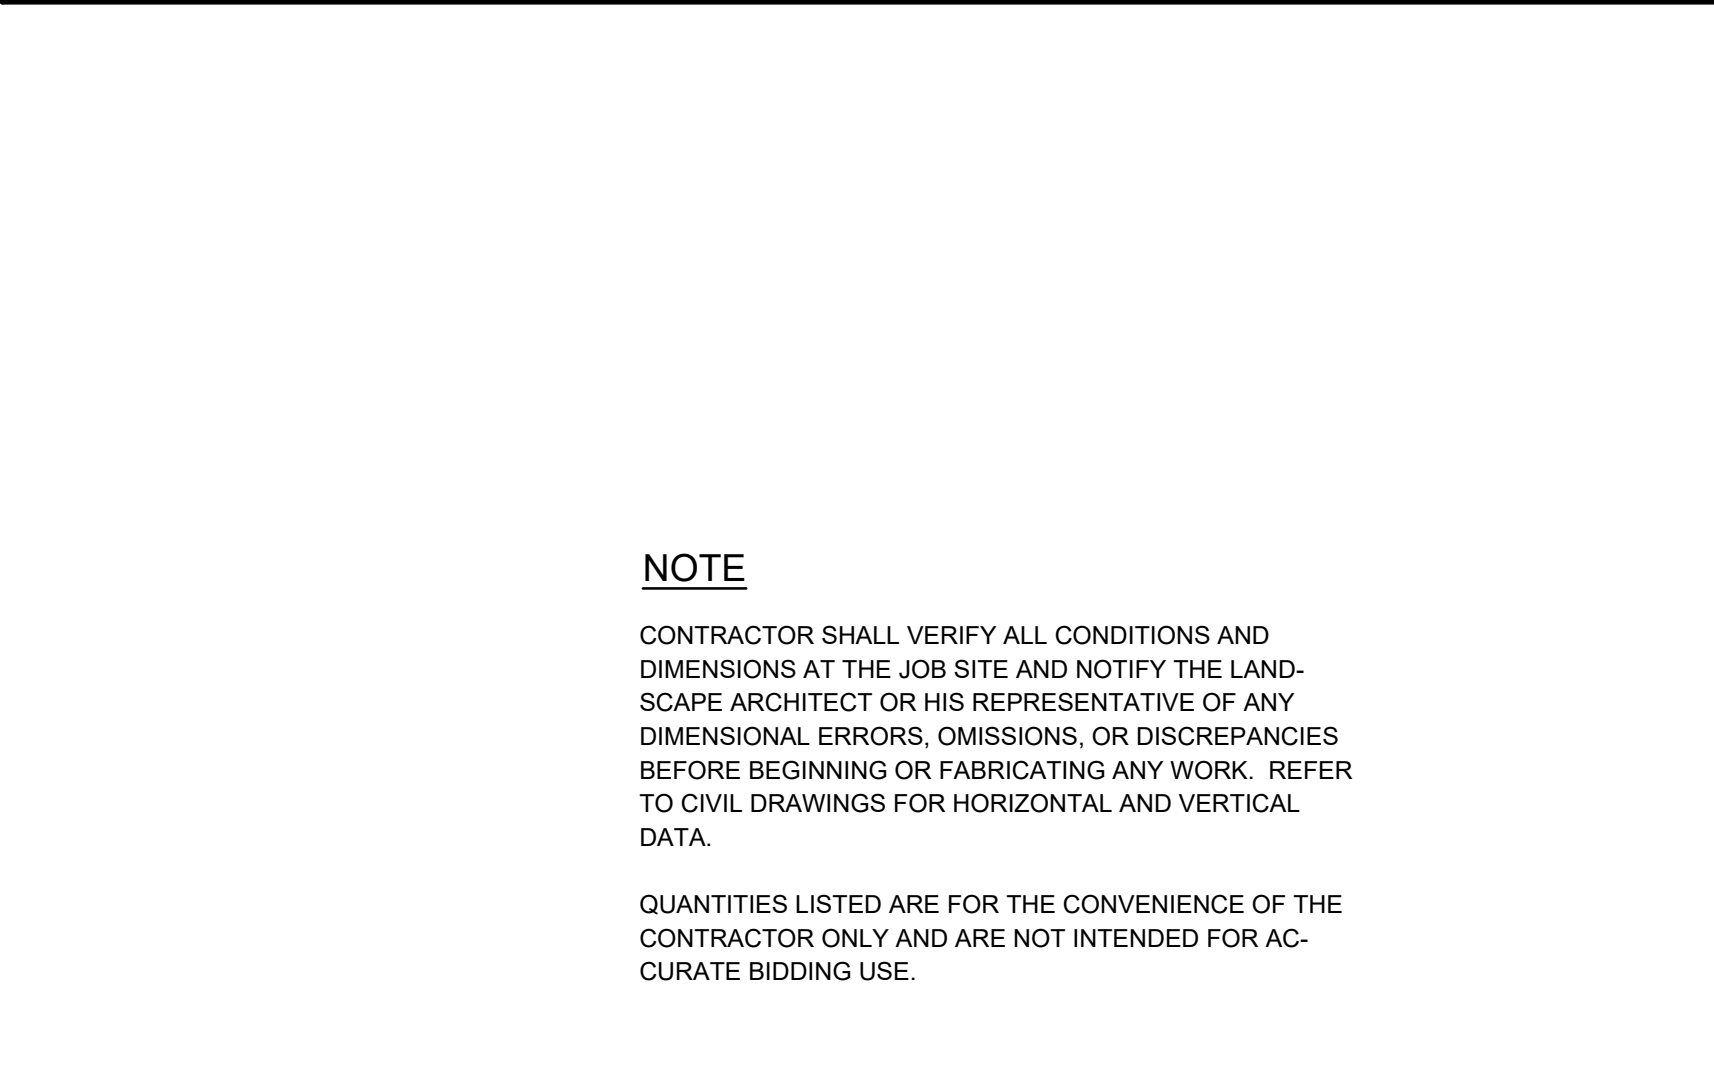 NOTE
CONTRACTOR SHALL VERIFY ALL CONDITIONS AND
DIMENSIONS AT THE JOB SITE AND NOTIFY THE LAND-
SCAPE ARCHITECT OR HIS REPRESENTATIVE OF ANY
DIMENSIONAL ERRORS, OMISSIONS, OR DISCREPANCIES
BEFORE BEGINNING OR FABRICATING ANY WORK.  REFER
TO CIVIL DRAWINGS FOR HORIZONTAL AND VERTICAL
DATA.
QUANTITIES LISTED ARE FOR THE CONVENIENCE OF THE
CONTRACTOR ONLY AND ARE NOT INTENDED FOR AC-
CURATE BIDDING USE.